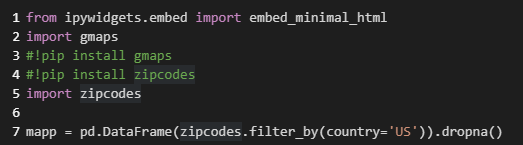 1 from ipywidgets.embed import embed_minimal_html
2 import gmaps
3 #!pip install gmaps
4 #!pip install zipcodes
5 import zipcodes
6
7 mapp = pd.DataFrame(zipcodes.filter_by(country='US')).dropna()